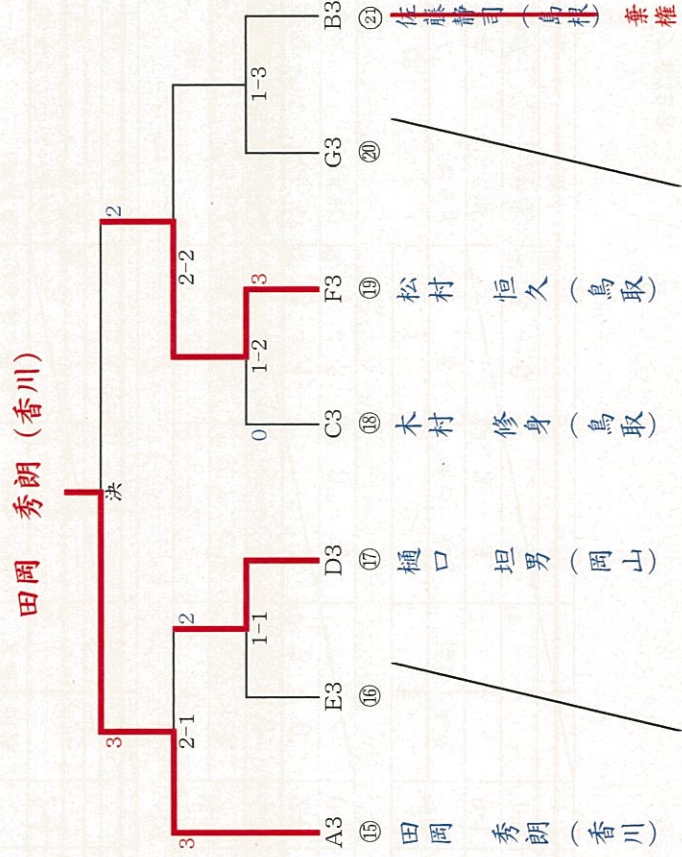 田岡 秀朗 (香川)
決
3
2
2-1
2-2
3
2
1-1
1-2
0
3
1-3
A3 ⑮ 田岡 秀朗 (香川)
E3 ⑯
D3 ⑰ 樋口 垣男 (岡山)
C3 ⑱ 木村 修身 (鳥取)
F3 ⑲ 松村 恒久 (鳥取)
G3 ⑳
B3 ㉑ 佐藤静司 (島根) 棄権